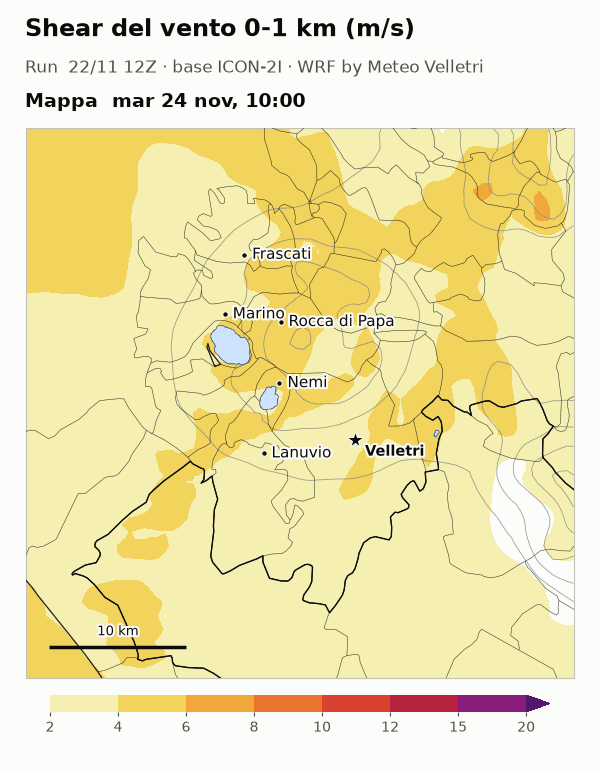 Shear del vento 0-1 km (m/s)
Run  22/11 12Z · base ICON-2I · WRF by Meteo Velletri
Mappa  mar 24 nov, 10:00
Frascati
Marino
Rocca di Papa
Nemi
Velletri
Lanuvio
10 km
2 4 6 8 10 12 15 20